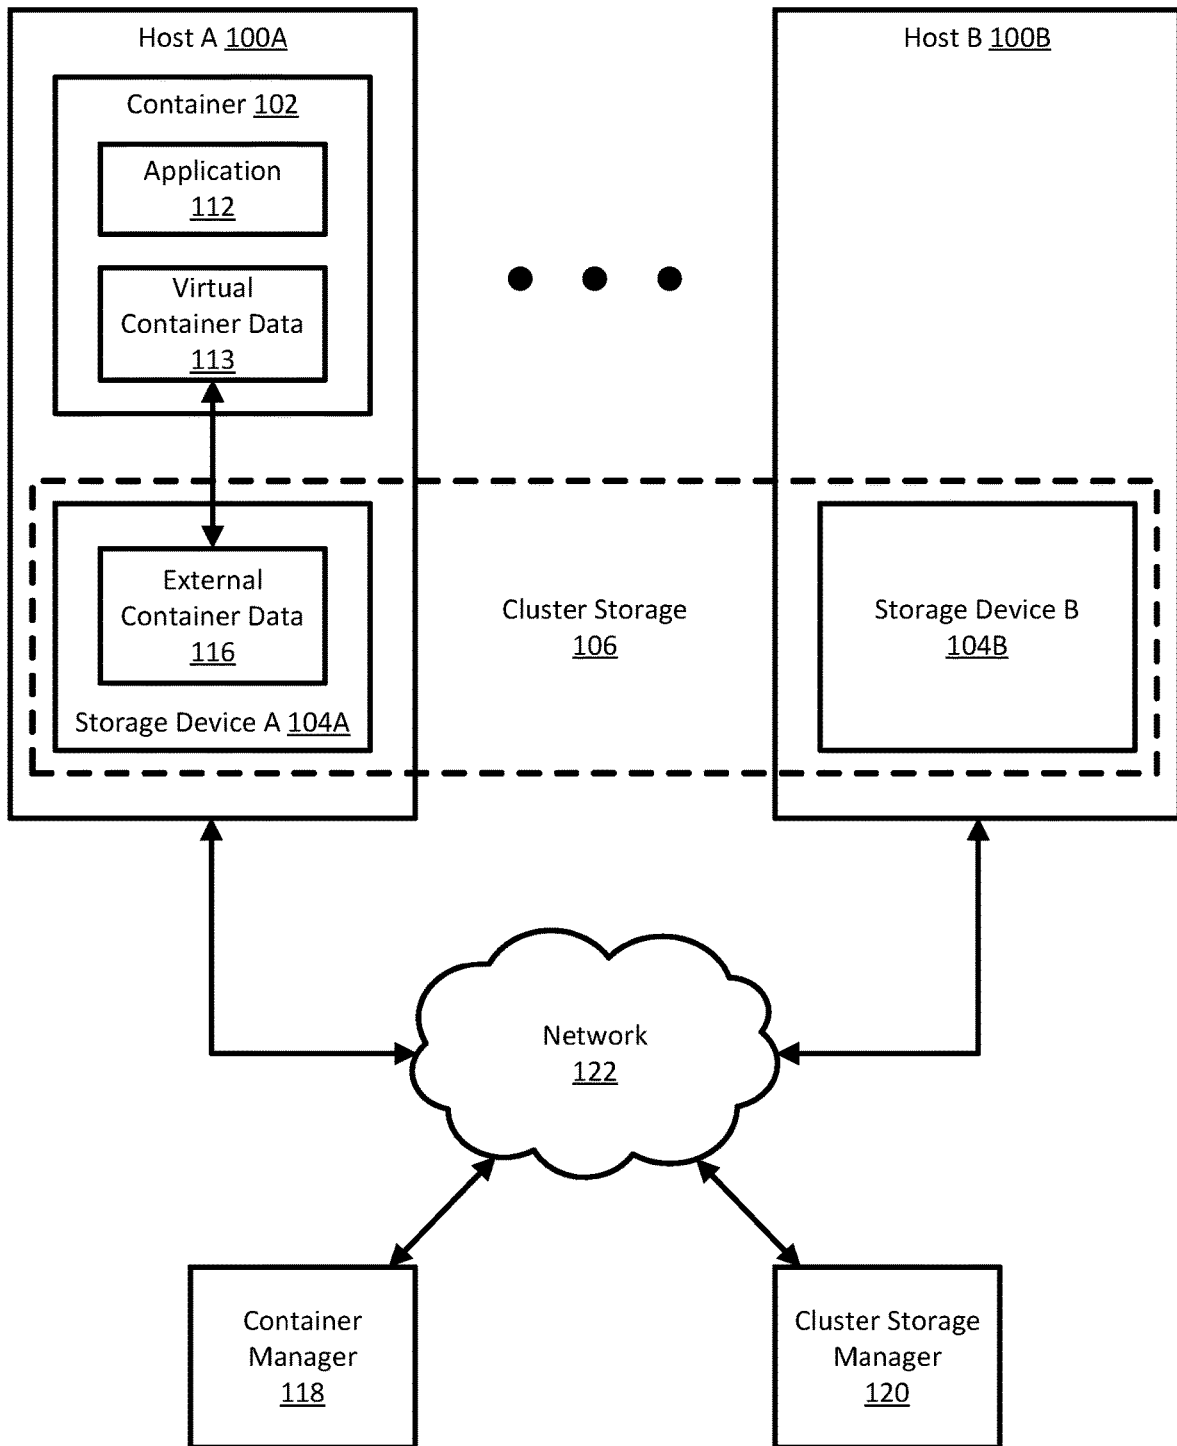 Host A 100A
Container 102
Application
112
Virtual
Container Data
113
External
Container Data
116
Storage Device A 104A
Cluster Storage
106
Host B 100B
Storage Device B
104B
Network
122
Container
Manager
118
Cluster Storage
Manager
120